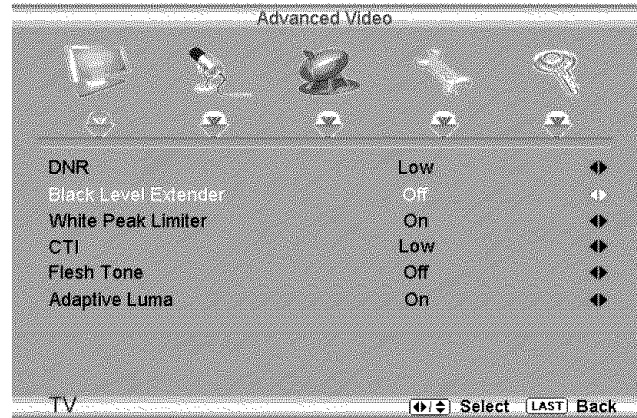 Advanced Video
DNR Low
Black Level Extender Off
White Peak Limiter On
CTI Low
Flesh Tone Off
Adaptive Luma On
TV Select LAST Back